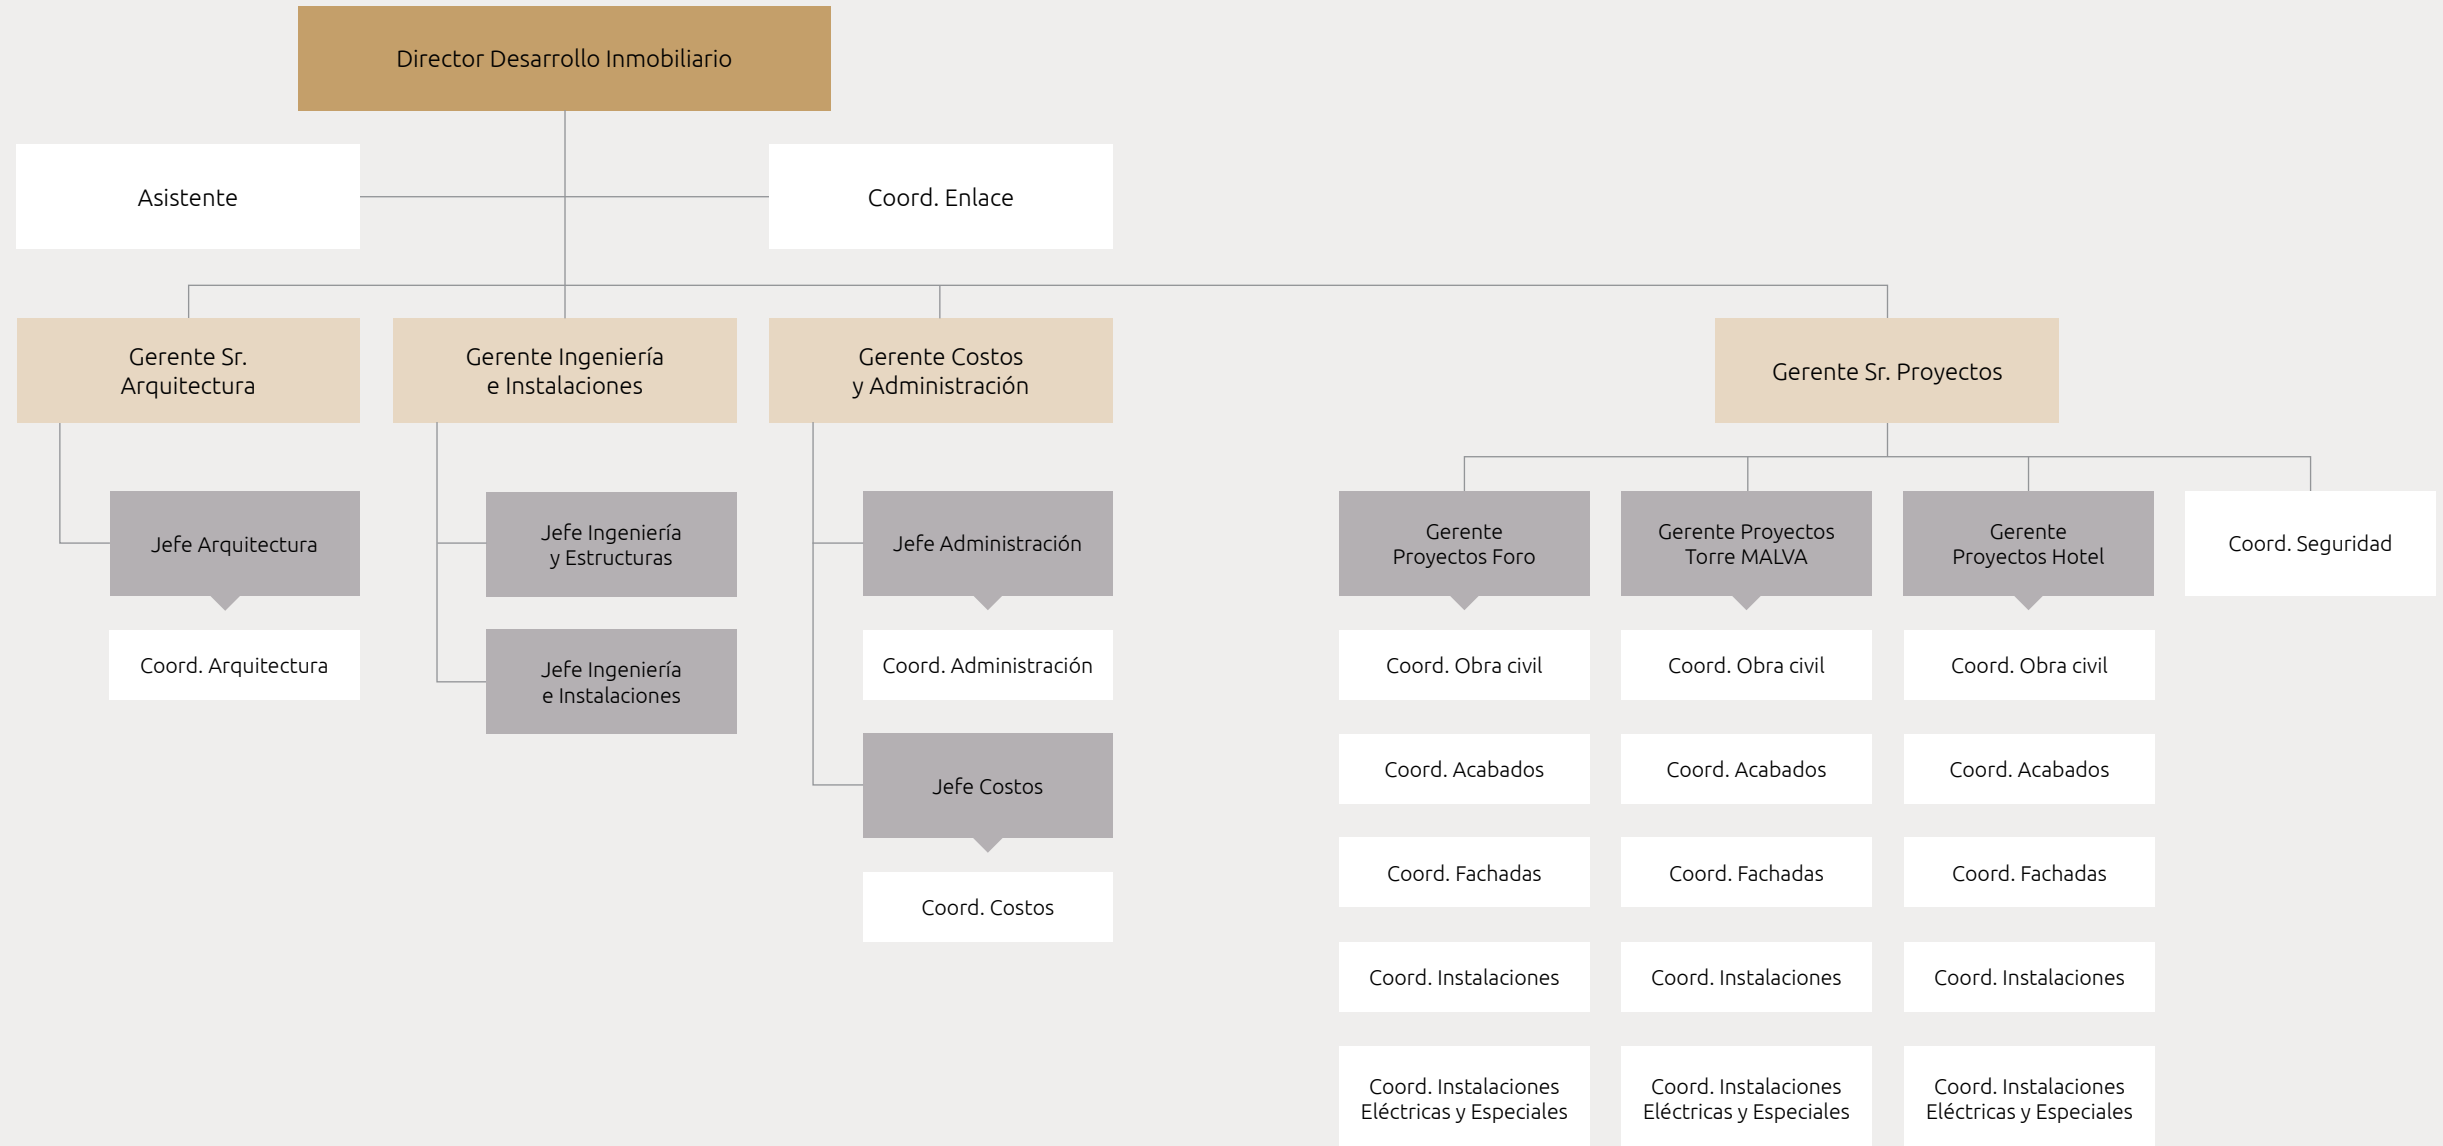 Director Desarrollo Inmobiliario
Asistente
Coord. Enlace
Gerente Sr.
Arquitectura
Gerente Ingeniería
e Instalaciones
Gerente Costos
y Administración
Gerente Sr. Proyectos
Jefe Arquitectura
Coord. Arquitectura
Jefe Ingeniería
y Estructuras
Jefe Ingeniería
e Instalaciones
Jefe Administración
Coord. Administración
Jefe Costos
Coord. Costos
Gerente
Proyectos Foro
Coord. Obra civil
Coord. Acabados
Coord. Fachadas
Coord. Instalaciones
Coord. Instalaciones
Eléctricas y Especiales
Gerente Proyectos
Torre MALVA
Coord. Obra civil
Coord. Acabados
Coord. Fachadas
Coord. Instalaciones
Coord. Instalaciones
Eléctricas y Especiales
Gerente
Proyectos Hotel
Coord. Obra civil
Coord. Acabados
Coord. Fachadas
Coord. Instalaciones
Coord. Instalaciones
Eléctricas y Especiales
Coord. Seguridad